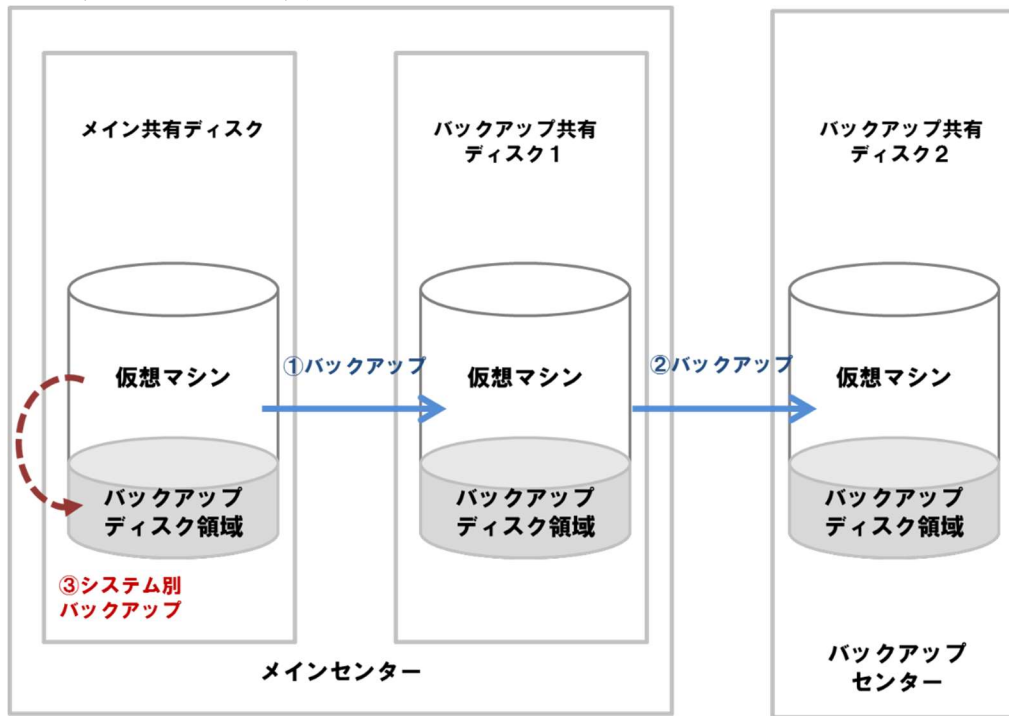 メイン共有ディスク
バックアップ共有
ディスク1
バックアップ共有
ディスク2
仮想マシン
①バックアップ
仮想マシン
②バックアップ
仮想マシン
バックアップ
ディスク領域
バックアップ
ディスク領域
バックアップ
ディスク領域
③システム別
バックアップ
メインセンター
バックアップ
センター